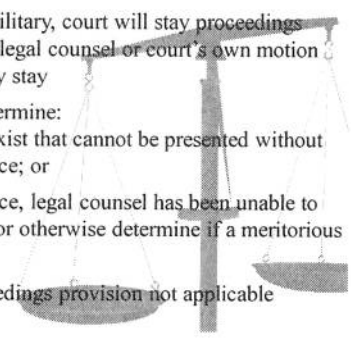 ilitary, court will stay proceedings
legal counsel or court's own motion
y stay
ermine:
xist that cannot be presented without
ce; or
ce, legal counsel has been unable to
or otherwise determine if a meritorious
edings provision not applicable